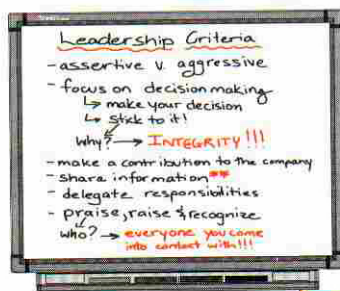 Leadership Criteria
- assertive v. aggressive
- focus on decision making
↳ make your decision
↳ stick to it!
why? → INTEGRITY!!!
- make a contribution to the company
- share information**
- delegate responsibilities
- praise, raise & recognize
who? → everyone you come
into contact with!!!